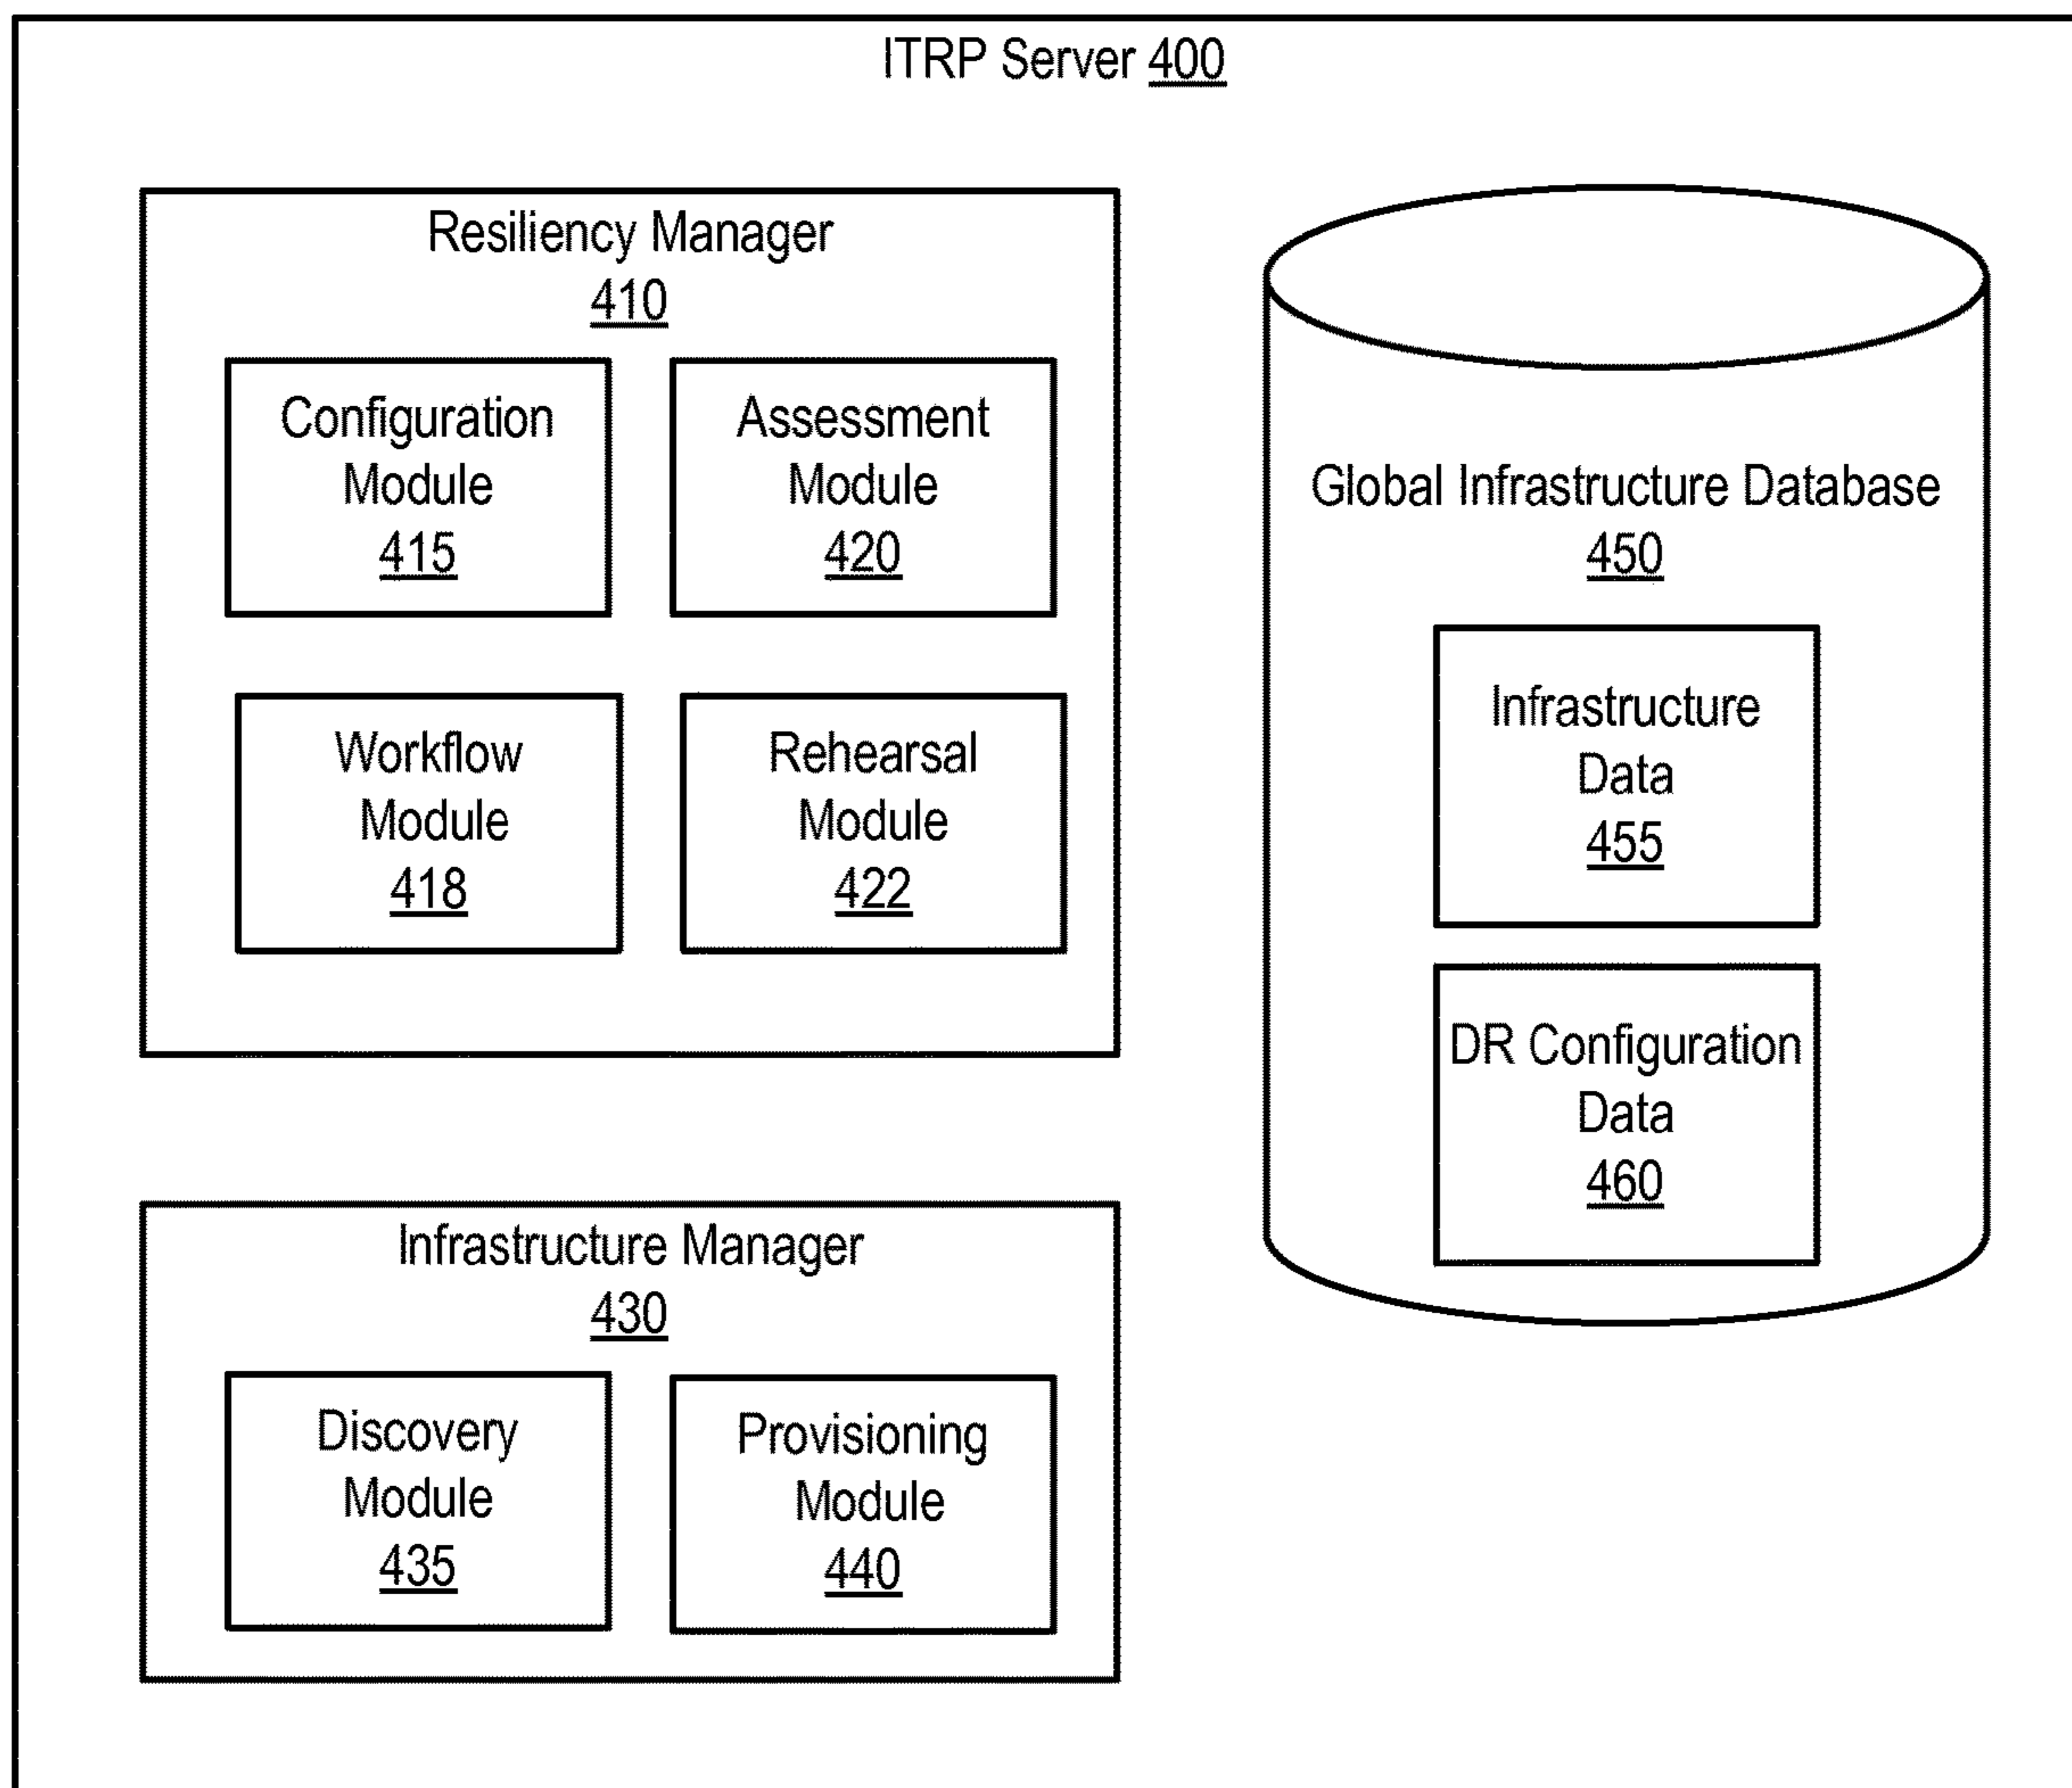 ITRP Server 400
Resiliency Manager
410
Configuration
Module
415
Assessment
Module
420
Workflow
Module
418
Rehearsal
Module
422
Infrastructure Manager
430
Discovery
Module
435
Provisioning
Module
440
Global Infrastructure Database
450
Infrastructure
Data
455
DR Configuration
Data
460